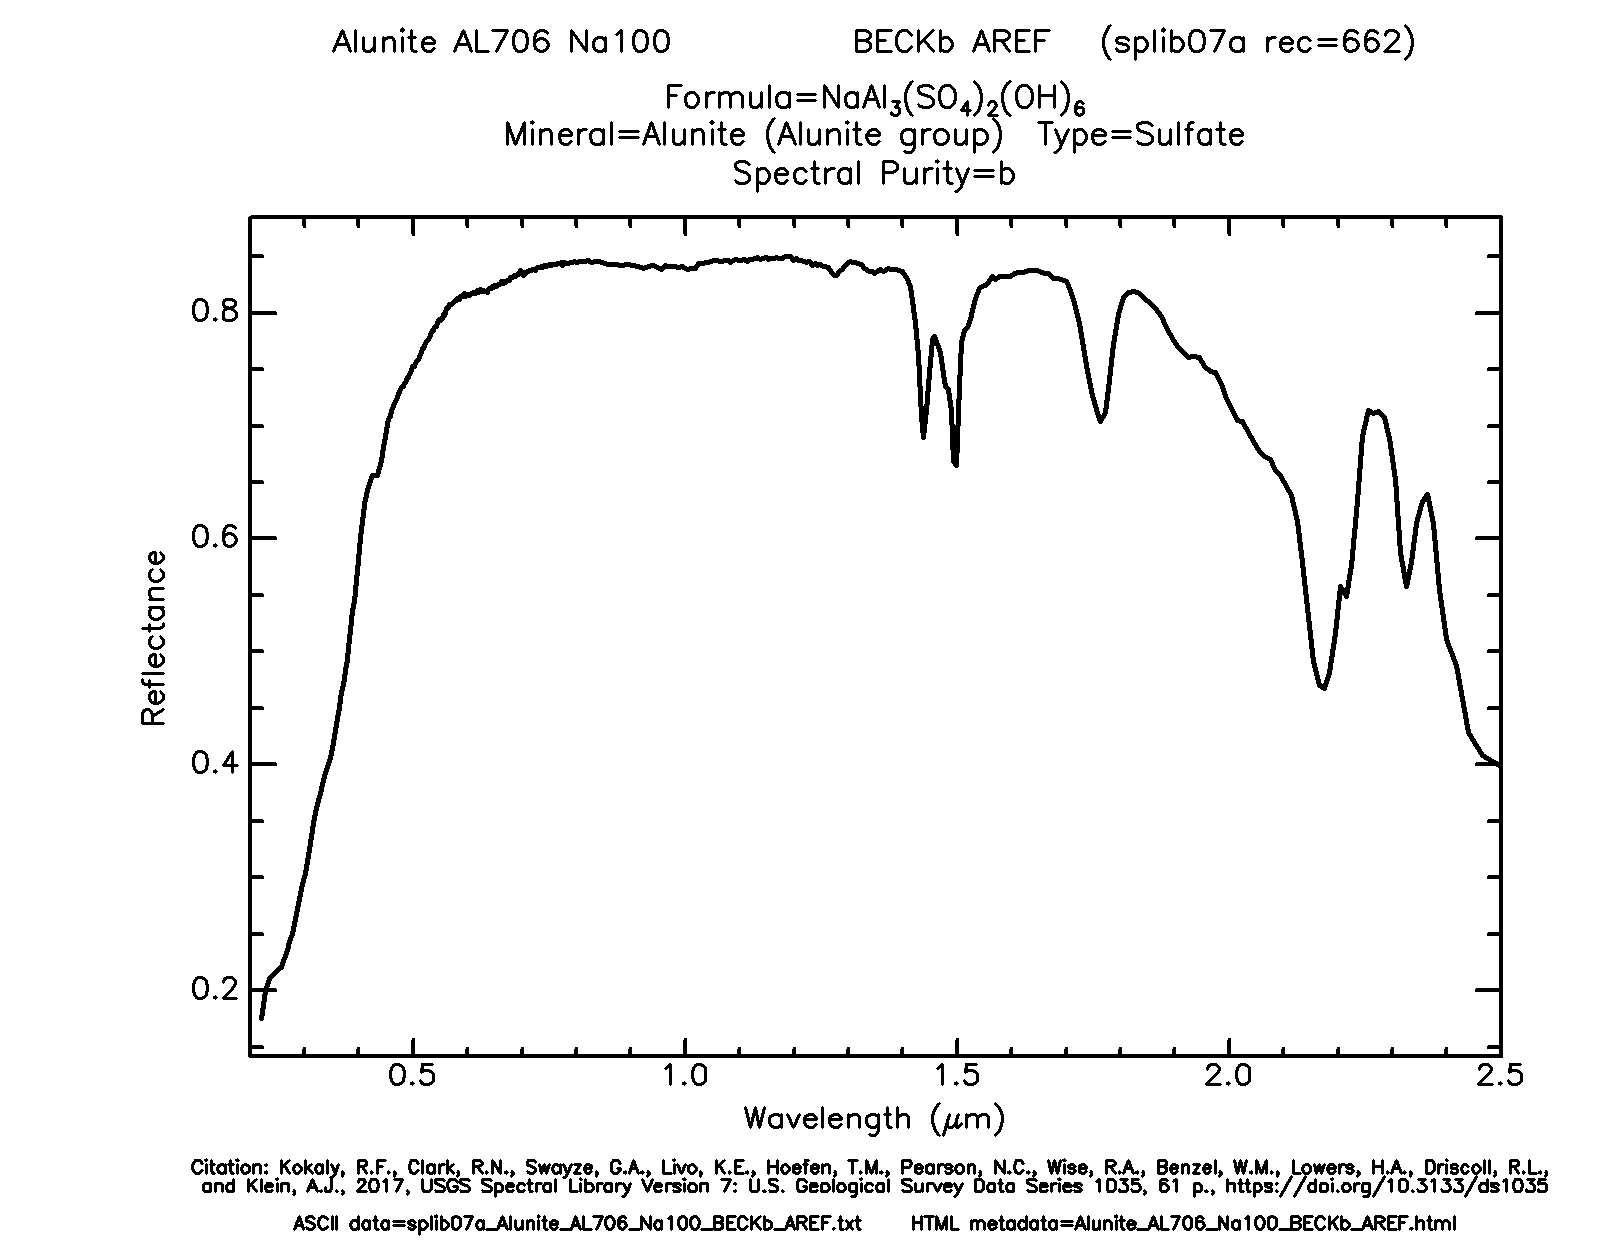 Alunite AL706 Na100 BECKb AREF (splib07a rec=662)
Formula=NaAl3(SO4)2(OH)6
Mineral=Alunite (Alunite group) Type=Sulfate
Spectral Purity=b
0.8
0.6
0.4
0.2
Reflectance
0.5 1.0 1.5 2.0 2.5
Wavelength (μm)
Citation: Kokaly, R.F., Clark, R.N., Swayze, G.A., Livo, K.E., Hoefen, T.M., Pearson, N.C., Wise, R.A., Benzel, W.M., Lowers, H.A., Driscoll, R.L.,
and Klein, A.J., 2017, USGS Spectral Library Version 7: U.S. Geological Survey Data Series 1035, 61 p., https://doi.org/10.3133/ds1035
ASCII data=splib07a_Alunite_AL706_Na100_BECKb_AREF.txt HTML metadata=Alunite_AL706_Na100_BECKb_AREF.html